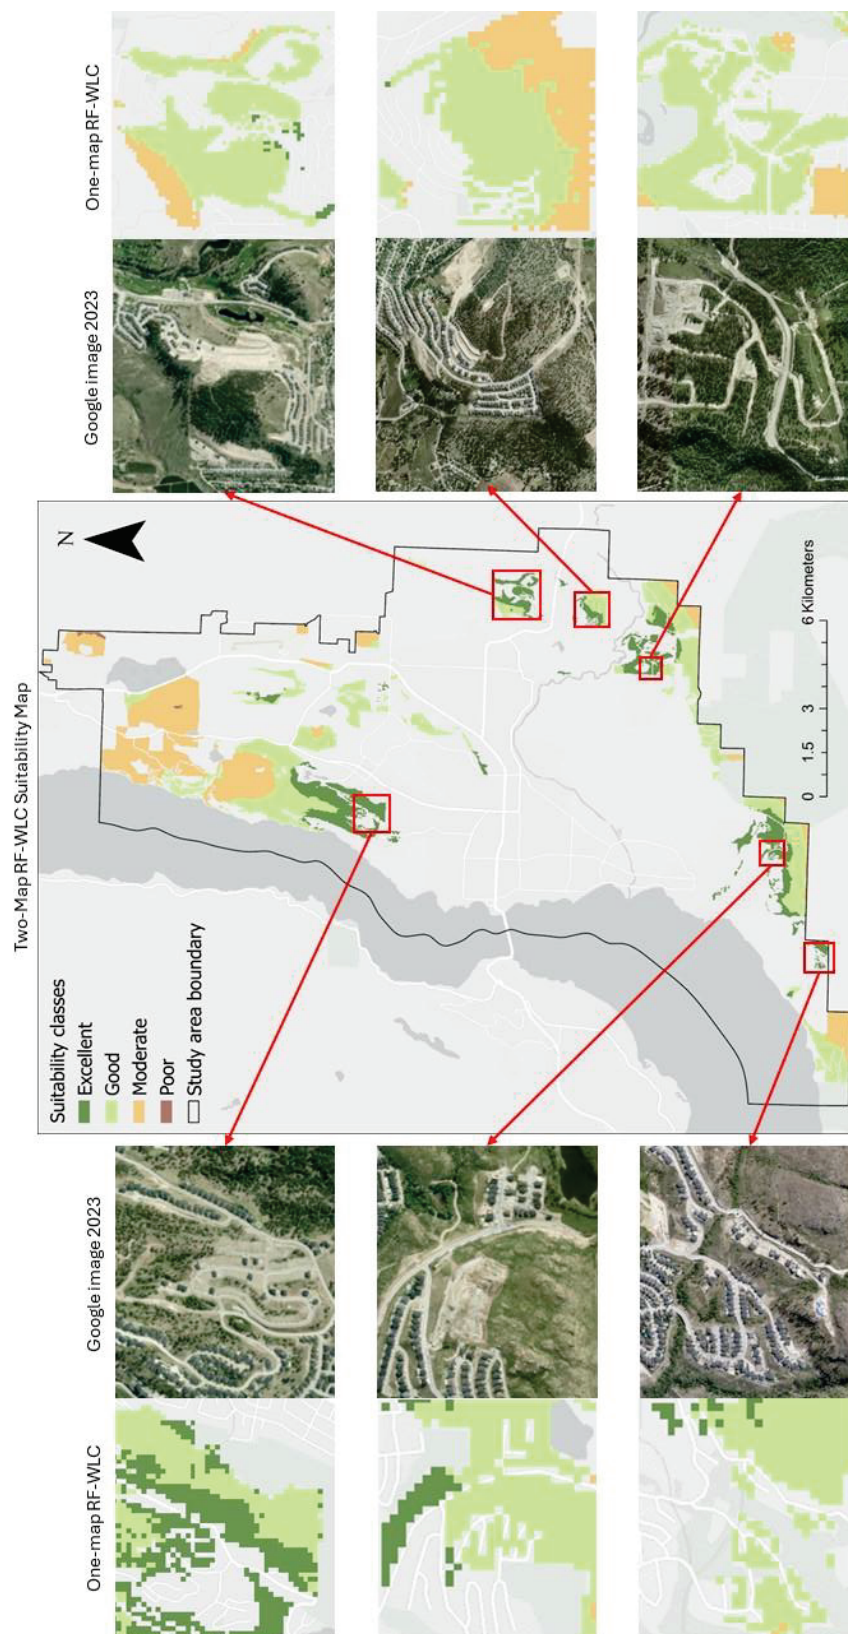 Two-Map RF-WLC Suitability Map
One-map RF-WLC
Google image 2023
Suitability classes
Excellent
Good
Moderate
Poor
Study area boundary
N
0 1.5 3 6 Kilometers
Google image 2023
One-map RF-WLC